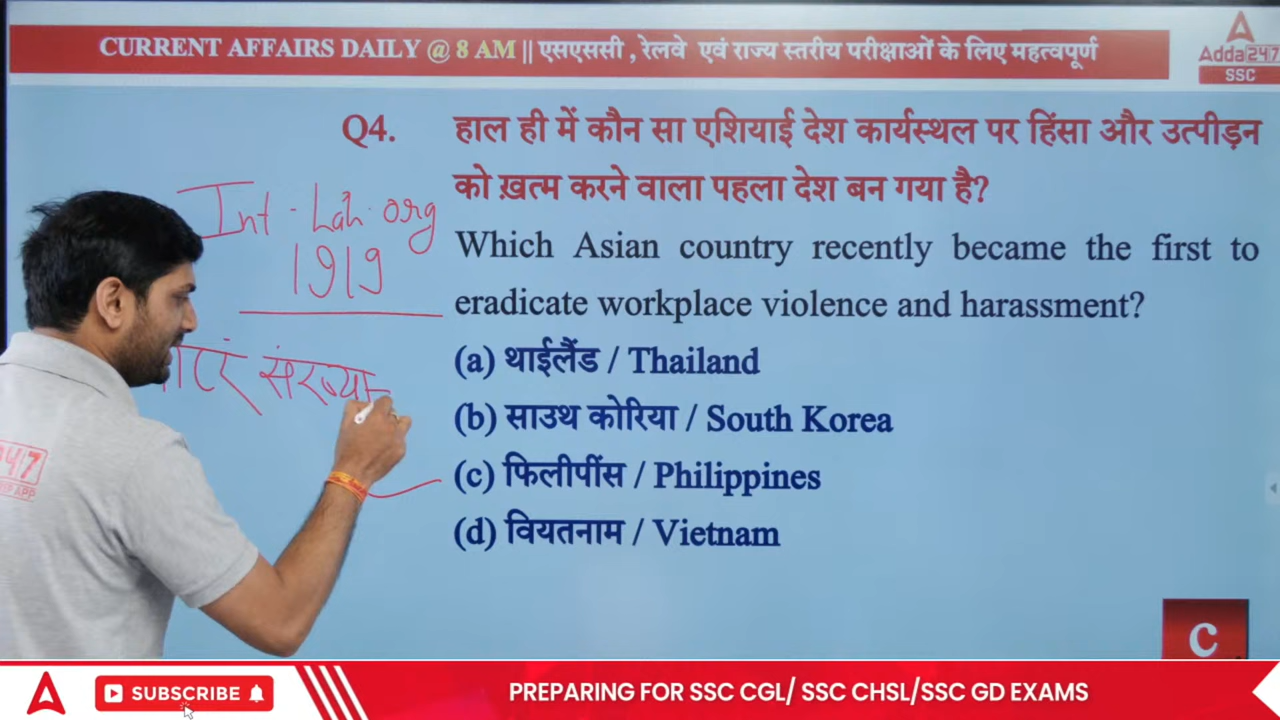 CURRENT AFFAIRS DAILY @ 8 AM || एसएससी , रेलवे एवं राज्य स्तरीय परीक्षाओं के लिए महत्वपूर्ण
Adda247
SSC
Q4. हाल ही में कौन सा एशियाई देश कार्यस्थल पर हिंसा और उत्पीड़न
को ख़त्म करने वाला पहला देश बन गया है?
Int - Lab. org
1919
Which Asian country recently became the first to
eradicate workplace violence and harassment?
(a) थाईलैंड / Thailand
संख्या
(b) साउथ कोरिया / South Korea
(c) फिलीपींस / Philippines
(d) वियतनाम / Vietnam
C
SUBSCRIBE
PREPARING FOR SSC CGL/ SSC CHSL/SSC GD EXAMS